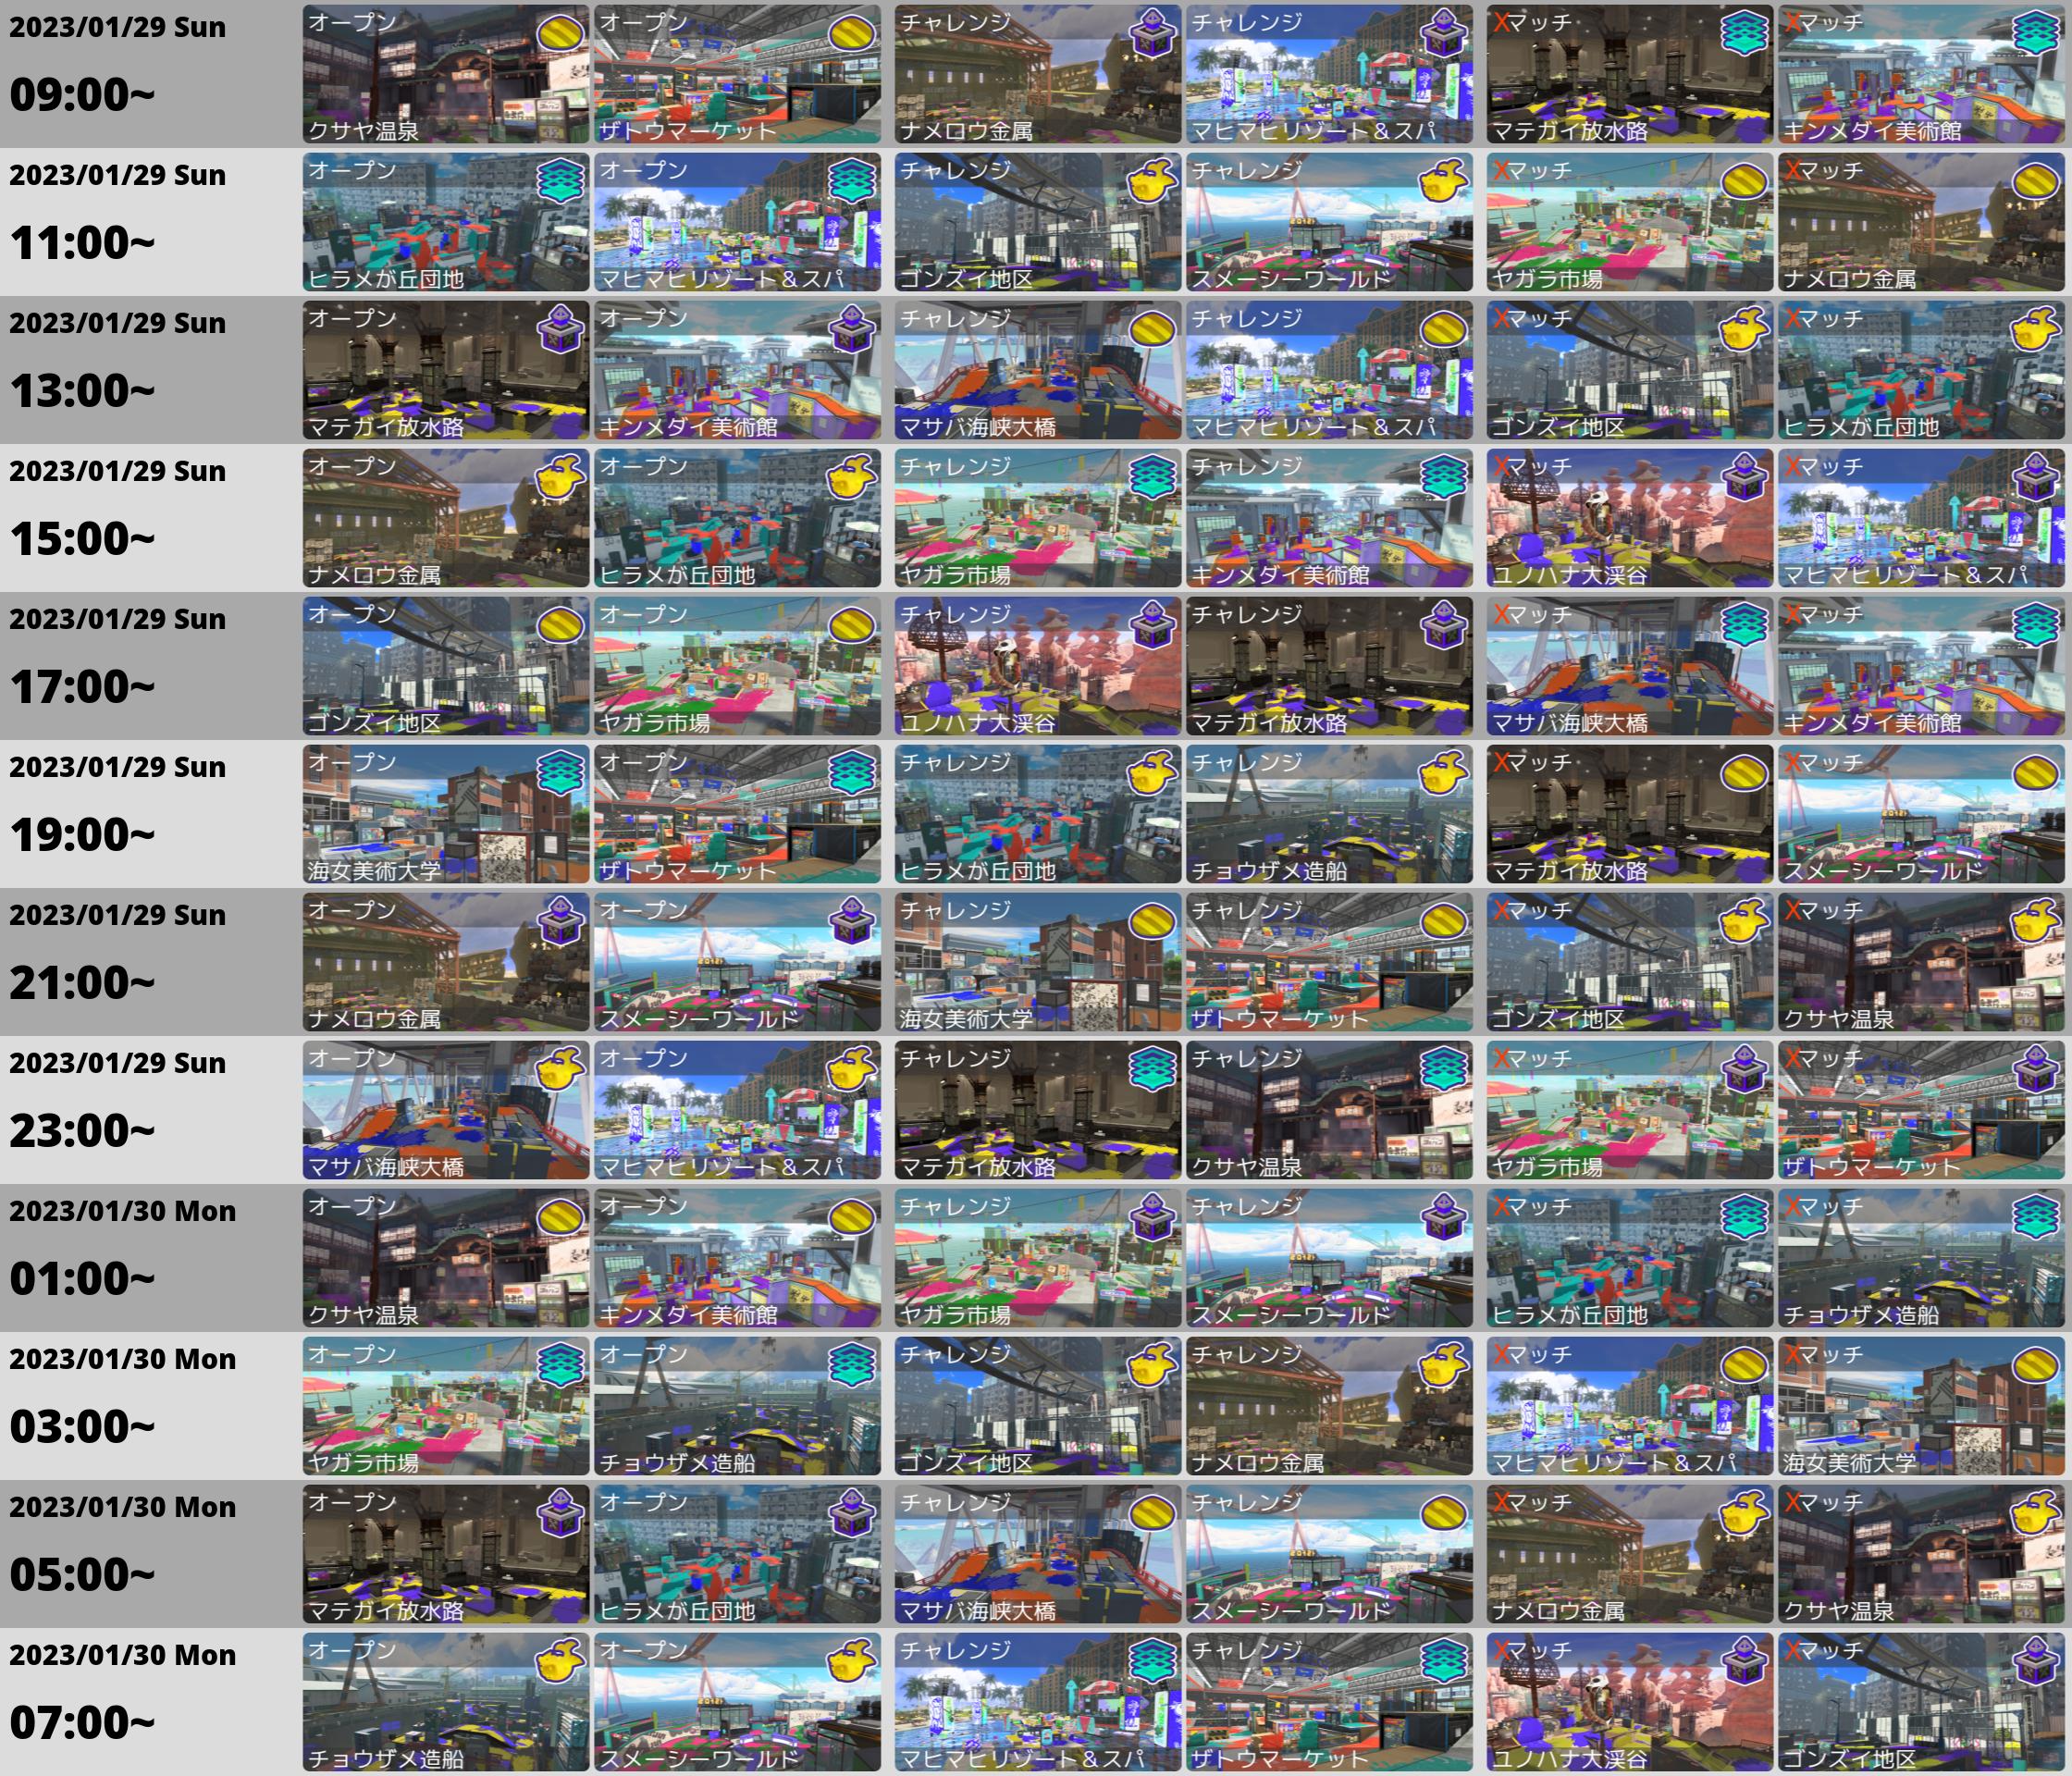 2023/01/29 Sun
09:00~
オープン オープン チャレンジ チャレンジ Xマッチ Xマッチ
クサヤ温泉 ザトウマーケット ナメロウ金属 マヒマヒリゾート＆スパ マテガイ放水路 キンメダイ美術館
2023/01/29 Sun
11:00~
オープン オープン チャレンジ チャレンジ Xマッチ Xマッチ
ヒラメが丘団地 マヒマヒリゾート＆スパ ゴンズイ地区 スメーシーワールド ヤガラ市場 ナメロウ金属
2023/01/29 Sun
13:00~
オープン オープン チャレンジ チャレンジ Xマッチ Xマッチ
マテガイ放水路 キンメダイ美術館 マサバ海峡大橋 マヒマヒリゾート＆スパ ゴンズイ地区 ヒラメが丘団地
2023/01/29 Sun
15:00~
オープン オープン チャレンジ チャレンジ Xマッチ Xマッチ
ナメロウ金属 ヒラメが丘団地 ヤガラ市場 キンメダイ美術館 ユノハナ大渓谷 マヒマヒリゾート＆スパ
2023/01/29 Sun
17:00~
オープン オープン チャレンジ チャレンジ Xマッチ Xマッチ
ゴンズイ地区 ヤガラ市場 ユノハナ大渓谷 マテガイ放水路 マサバ海峡大橋 キンメダイ美術館
2023/01/29 Sun
19:00~
オープン オープン チャレンジ チャレンジ Xマッチ Xマッチ
海女美術大学 ザトウマーケット ヒラメが丘団地 チョウザメ造船 マテガイ放水路 スメーシーワールド
2023/01/29 Sun
21:00~
オープン オープン チャレンジ チャレンジ Xマッチ Xマッチ
ナメロウ金属 スメーシーワールド 海女美術大学 ザトウマーケット ゴンズイ地区 クサヤ温泉
2023/01/29 Sun
23:00~
オープン オープン チャレンジ チャレンジ Xマッチ Xマッチ
マサバ海峡大橋 マヒマヒリゾート＆スパ マテガイ放水路 クサヤ温泉 ヤガラ市場 ザトウマーケット
2023/01/30 Mon
01:00~
オープン オープン チャレンジ チャレンジ Xマッチ Xマッチ
クサヤ温泉 キンメダイ美術館 ヤガラ市場 スメーシーワールド ヒラメが丘団地 チョウザメ造船
2023/01/30 Mon
03:00~
オープン オープン チャレンジ チャレンジ Xマッチ Xマッチ
ヤガラ市場 チョウザメ造船 ゴンズイ地区 ナメロウ金属 マヒマヒリゾート＆スパ 海女美術大学
2023/01/30 Mon
05:00~
オープン オープン チャレンジ チャレンジ Xマッチ Xマッチ
マテガイ放水路 ヒラメが丘団地 マサバ海峡大橋 スメーシーワールド ナメロウ金属 クサヤ温泉
2023/01/30 Mon
07:00~
オープン オープン チャレンジ チャレンジ Xマッチ Xマッチ
チョウザメ造船 スメーシーワールド マヒマヒリゾート＆スパ ザトウマーケット ユノハナ大渓谷 ゴンズイ地区